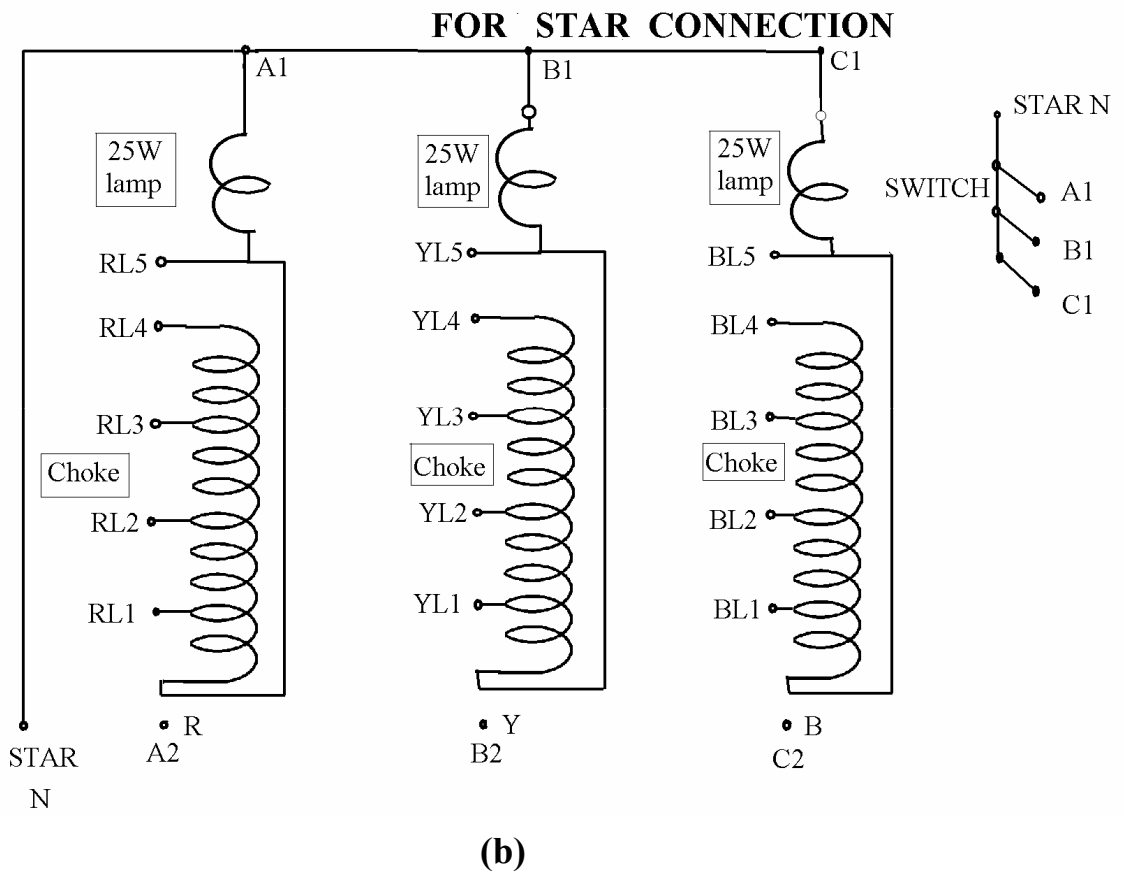 FOR STAR CONNECTION
A1
B1
C1
25W
lamp
25W
lamp
25W
lamp
STAR N
SWITCH
A1
B1
C1
RL5
YL5
BL5
RL4
YL4
BL4
RL3
YL3
BL3
Choke
Choke
Choke
RL2
YL2
BL2
RL1
YL1
BL1
R
Y
B
STAR
N
A2
B2
C2
(b)